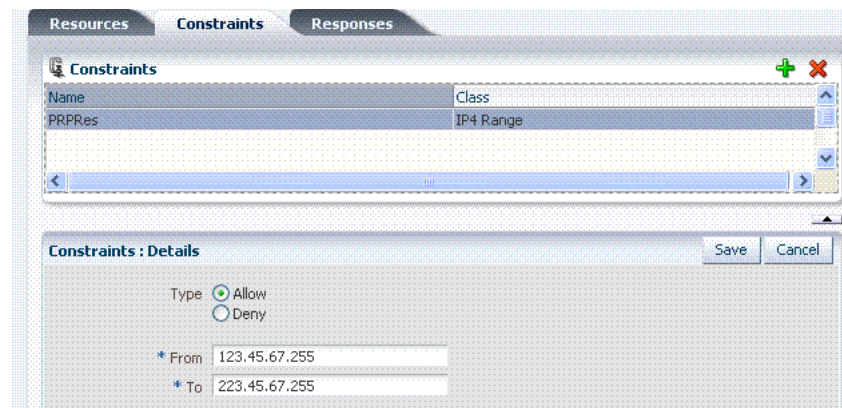 Resources Constraints Responses
Constraints
Name Class
PRPRes IP4 Range
Constraints : Details Save Cancel
Type Allow
Deny
* From 123.45.67.255
* To 223.45.67.255